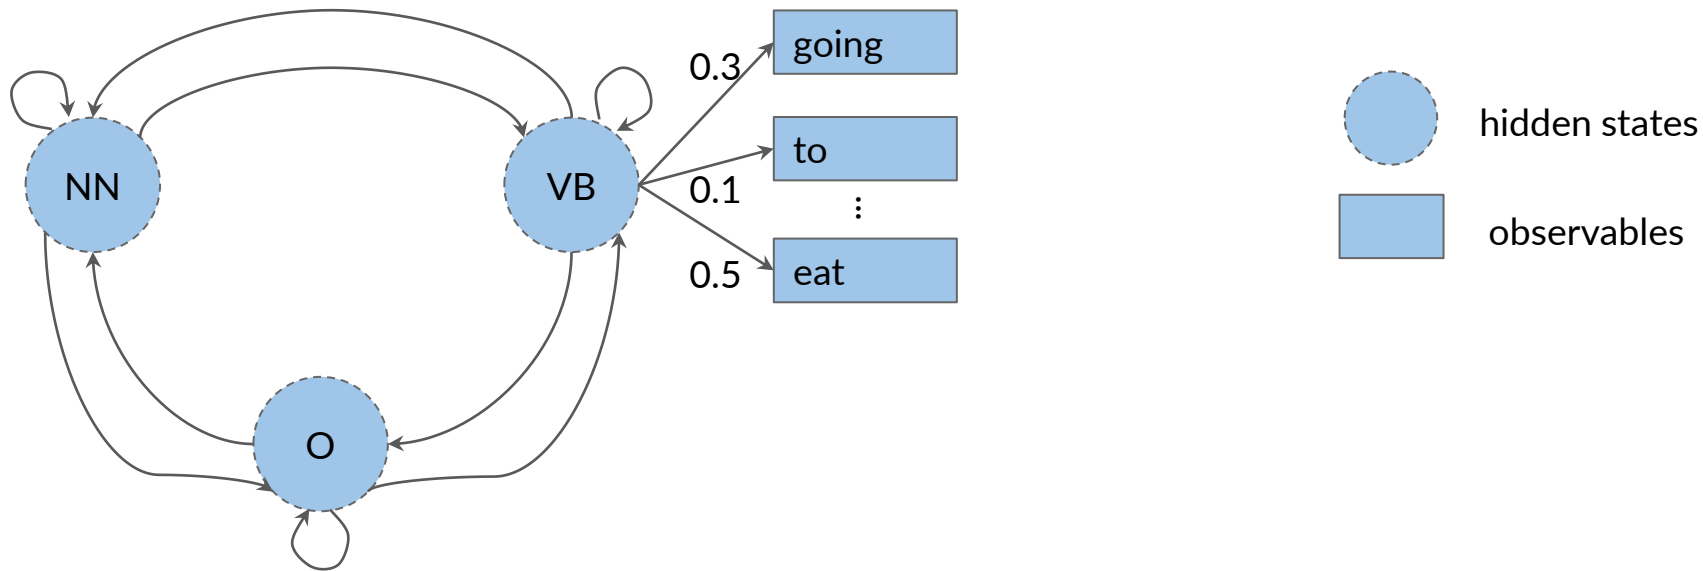 NN
VB
O
0.3
going
0.1
to
...
0.5
eat
hidden states
observables